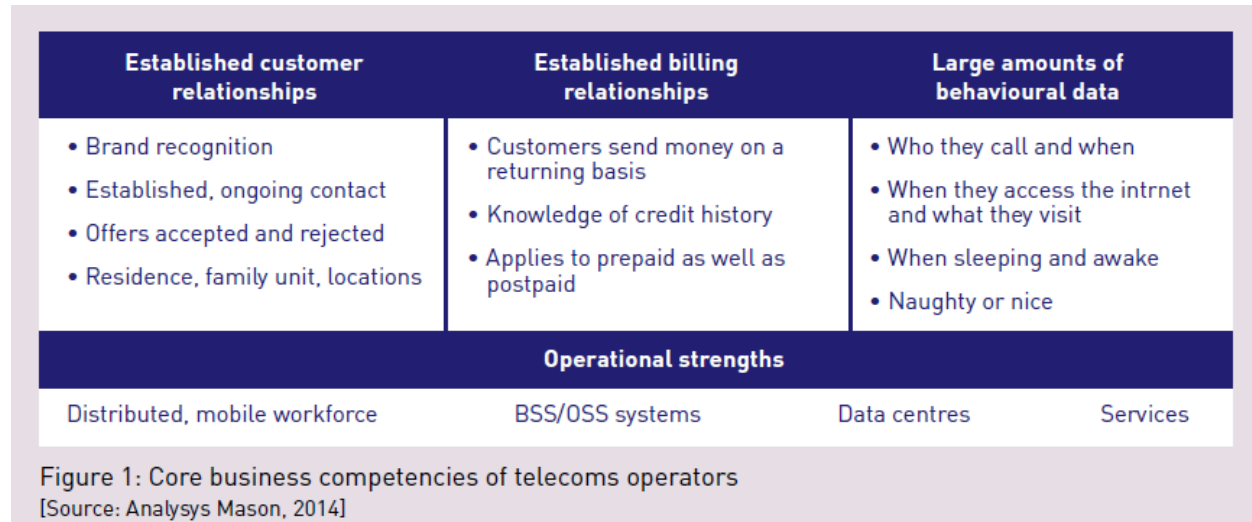 Established customer
relationships
Established billing
relationships
Large amounts of
behavioural data
• Brand recognition
• Established, ongoing contact
• Offers accepted and rejected
• Residence, family unit, locations
• Customers send money on a
returning basis
• Knowledge of credit history
• Applies to prepaid as well as
postpaid
• Who they call and when
• When they access the intrnet
and what they visit
• When sleeping and awake
• Naughty or nice
Operational strengths
Distributed, mobile workforce BSS/OSS systems Data centres Services
Figure 1: Core business competencies of telecoms operators
[Source: Analysys Mason, 2014]